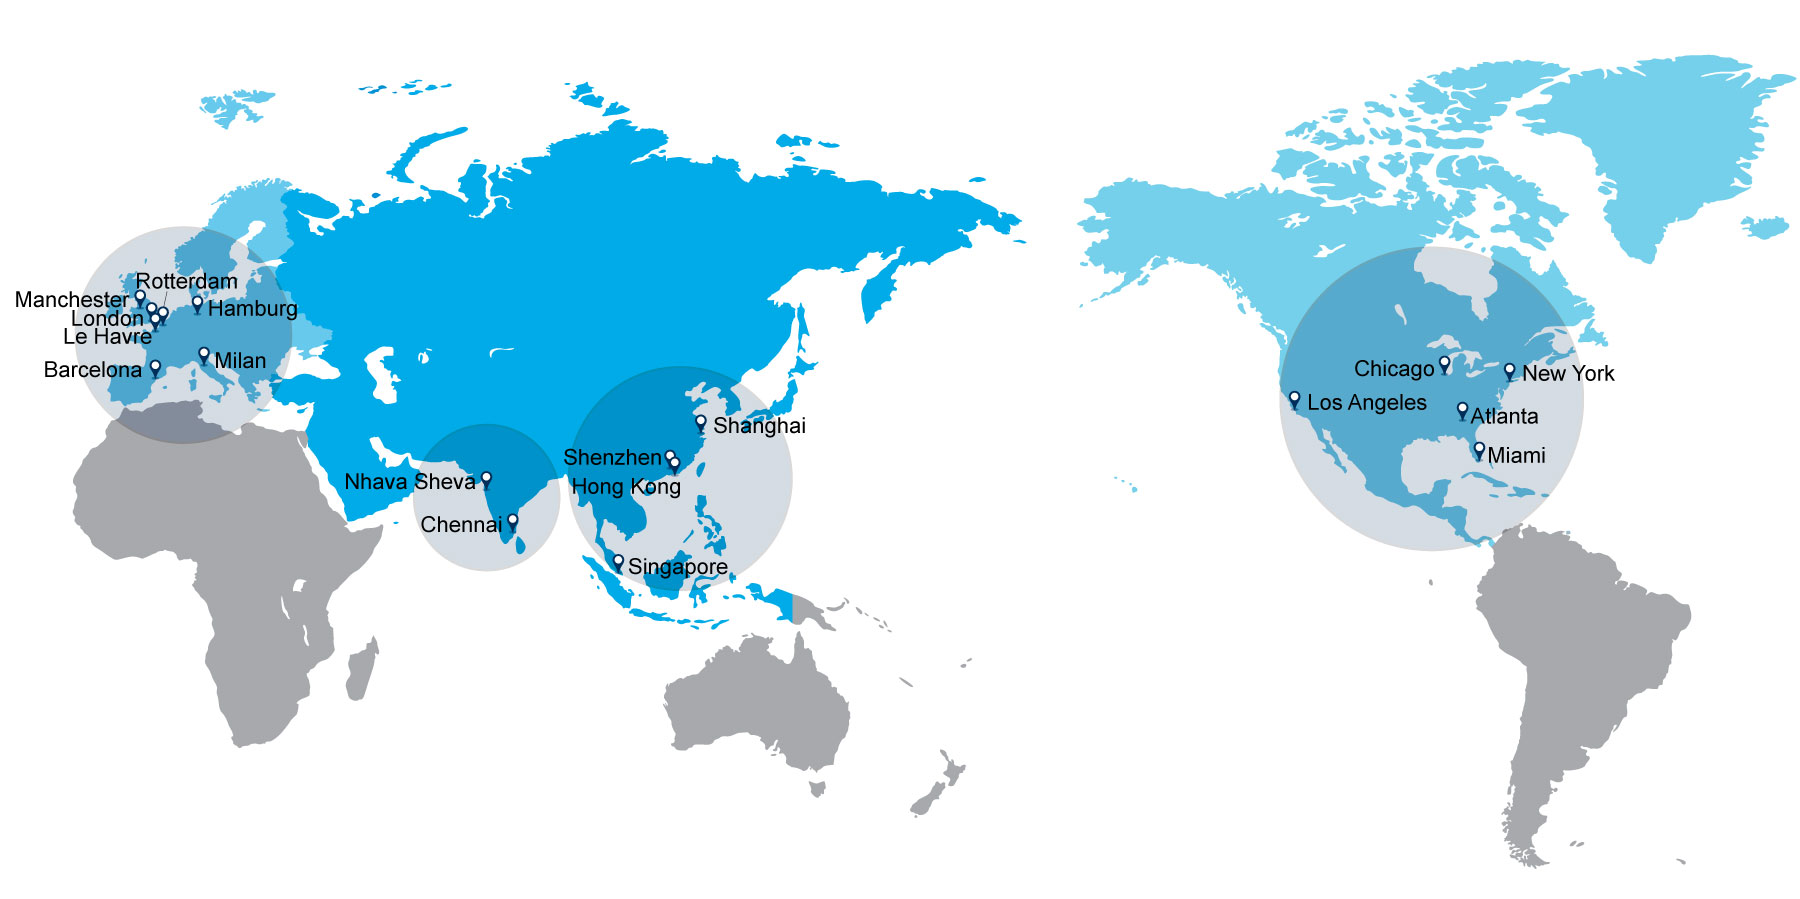 Rotterdam
Manchester
Hamburg
London
Le Havre
Milan
Barcelona
Nhava Sheva
Chennai
Shanghai
Shenzhen
Hong Kong
Singapore
Chicago
New York
Los Angeles
Atlanta
Miami